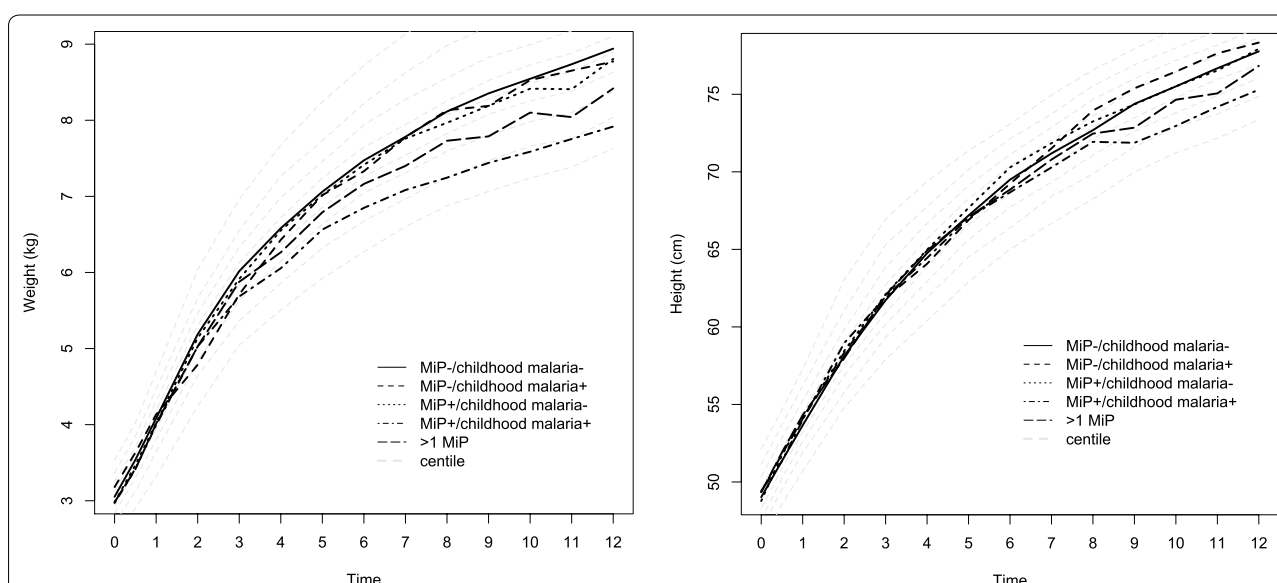 9
8
7
6
5
4
3
Weight (kg)
MiP-/childhood malaria-
MiP-/childhood malaria+
MiP+/childhood malaria-
MiP+/childhood malaria+
>1 MiP
centile
0 1 2 3 4 5 6 7 8 9 10 11 12
Time
75
70
65
60
55
50
Height (cm)
MiP-/childhood malaria-
MiP-/childhood malaria+
MiP+/childhood malaria-
MiP+/childhood malaria+
>1 MiP
centile
0 1 2 3 4 5 6 7 8 9 10 11 12
Time